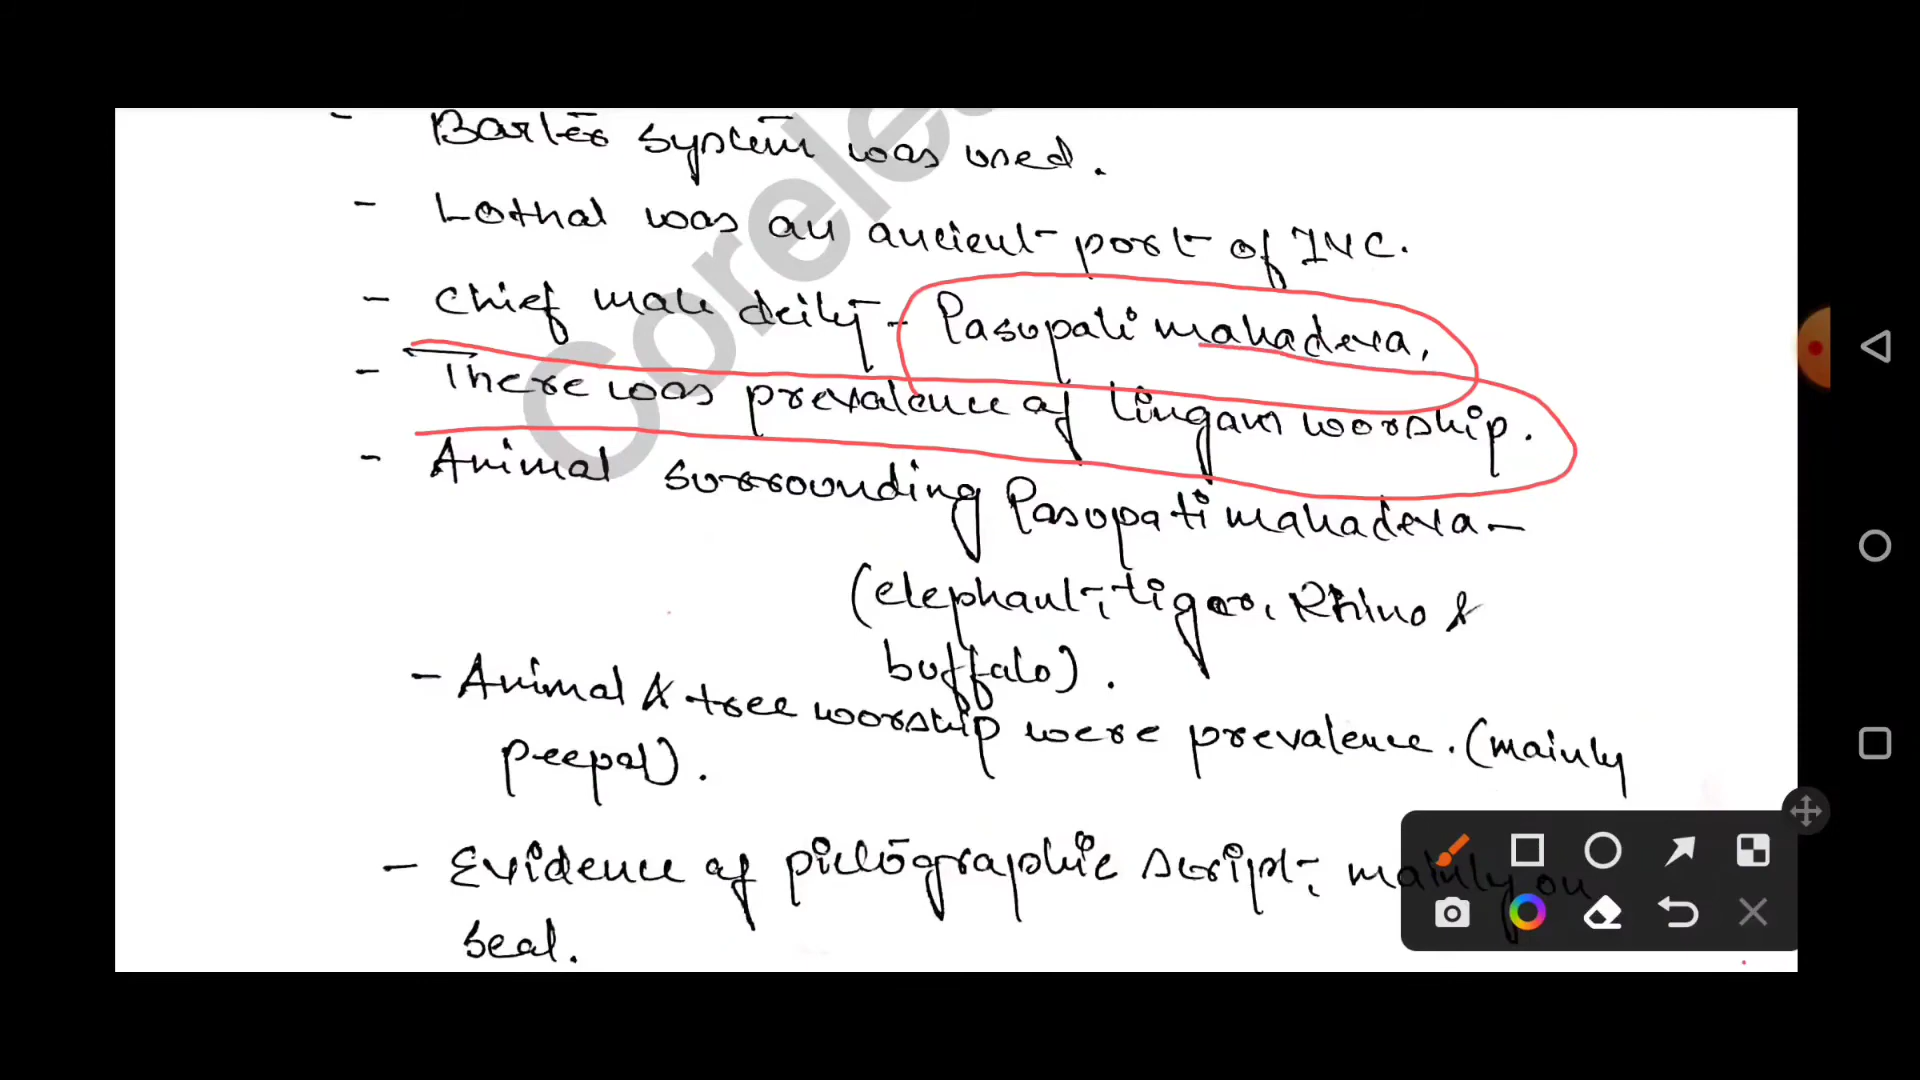 - Barter system was used.
- Lothal was an ancient port of IVC.
- Chief male deity - Pasupati mahadeva.
- There was prevalence of lingam worship.
- Animal surrounding Pasupati mahadeva -
(elephant, tiger, Rhino &
buffalo).
- Animal & tree worship were prevalence. (mainly
peepal).
- Evidence of pictographic script, mainly on
seal.